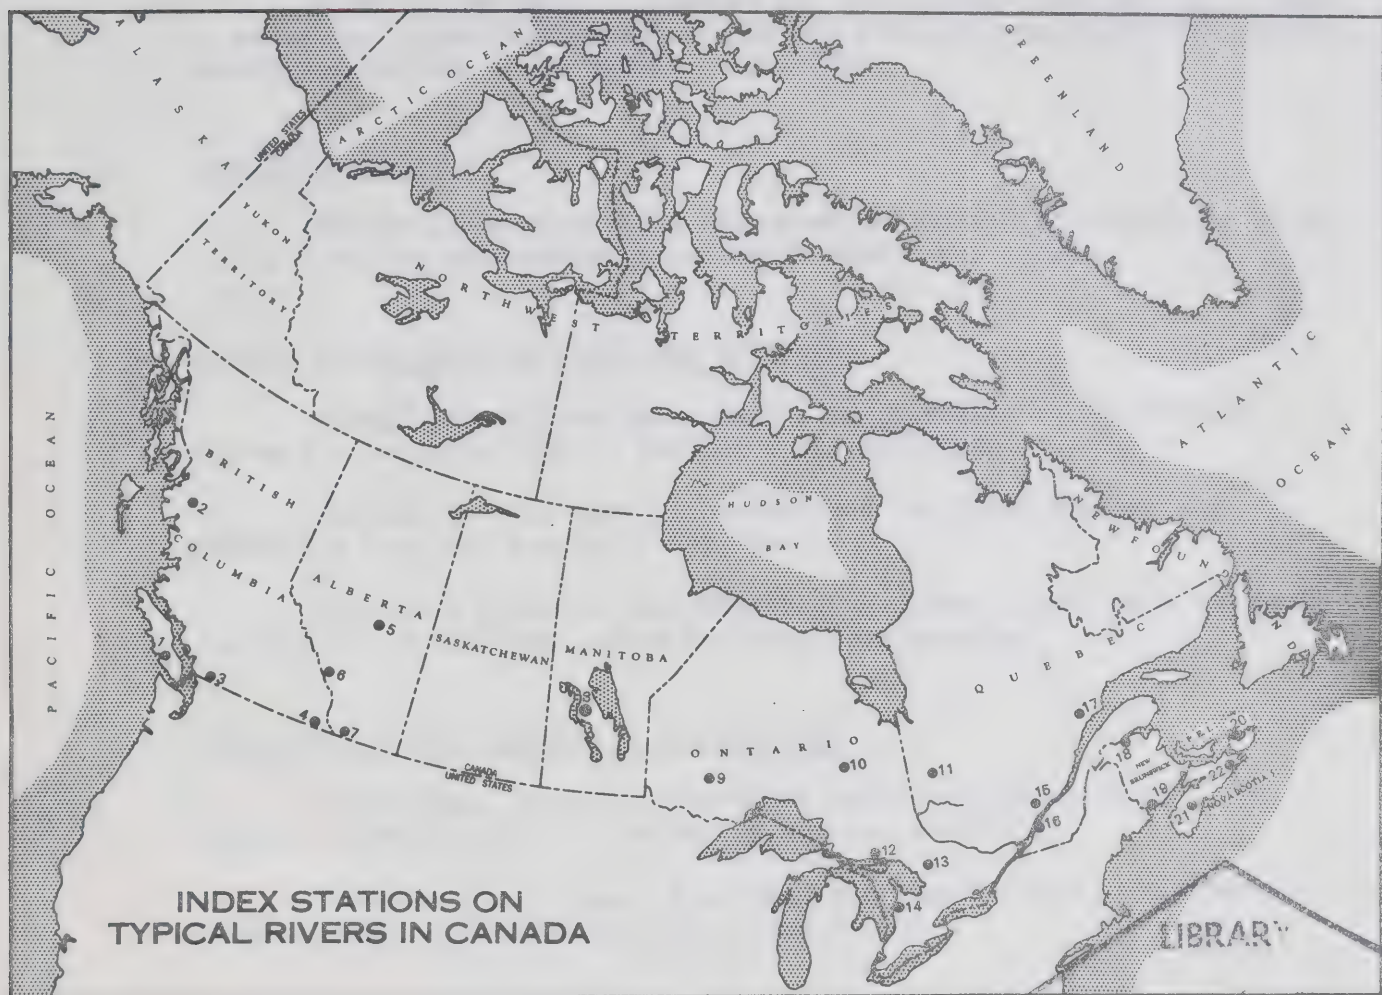 ALASKA
ARCTIC OCEAN
GREENLAND
UNITED STATES
CANADA
YUKON
TERRITORY
NORTHWEST TERRITORIES
PACIFIC OCEAN
ATLANTIC
OCEAN
BRITISH
COLUMBIA
HUDSON
BAY
NEWFOUNDLAND
2
ALBERTA
5
SASKATCHEWAN
MANITOBA
QUEBEC
1
3
6
4
7
17
ONTARIO
18
P.E.I.
20
NEW
BRUNSWICK
CANADA
UNITED STATES
9
10
11
22
15
19
21
NOVA SCOTIA
16
12
13
14
INDEX STATIONS ON
TYPICAL RIVERS IN CANADA
LIBRARY